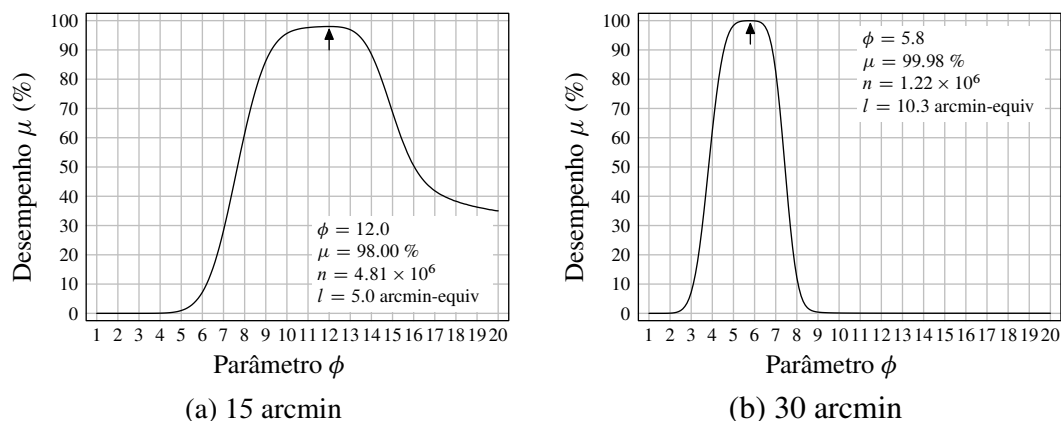 100
90
80
70
60
50
40
30
20
10
0
Desempenho μ (%)
ϕ = 12.0
μ = 98.00 %
n = 4.81 × 10⁶
l = 5.0 arcmin-equiv
1 2 3 4 5 6 7 8 9 10 11 12 13 14 15 16 17 18 19 20
Parâmetro ϕ
(a) 15 arcmin
100
90
80
70
60
50
40
30
20
10
0
Desempenho μ (%)
ϕ = 5.8
μ = 99.98 %
n = 1.22 × 10⁶
l = 10.3 arcmin-equiv
1 2 3 4 5 6 7 8 9 10 11 12 13 14 15 16 17 18 19 20
Parâmetro ϕ
(b) 30 arcmin